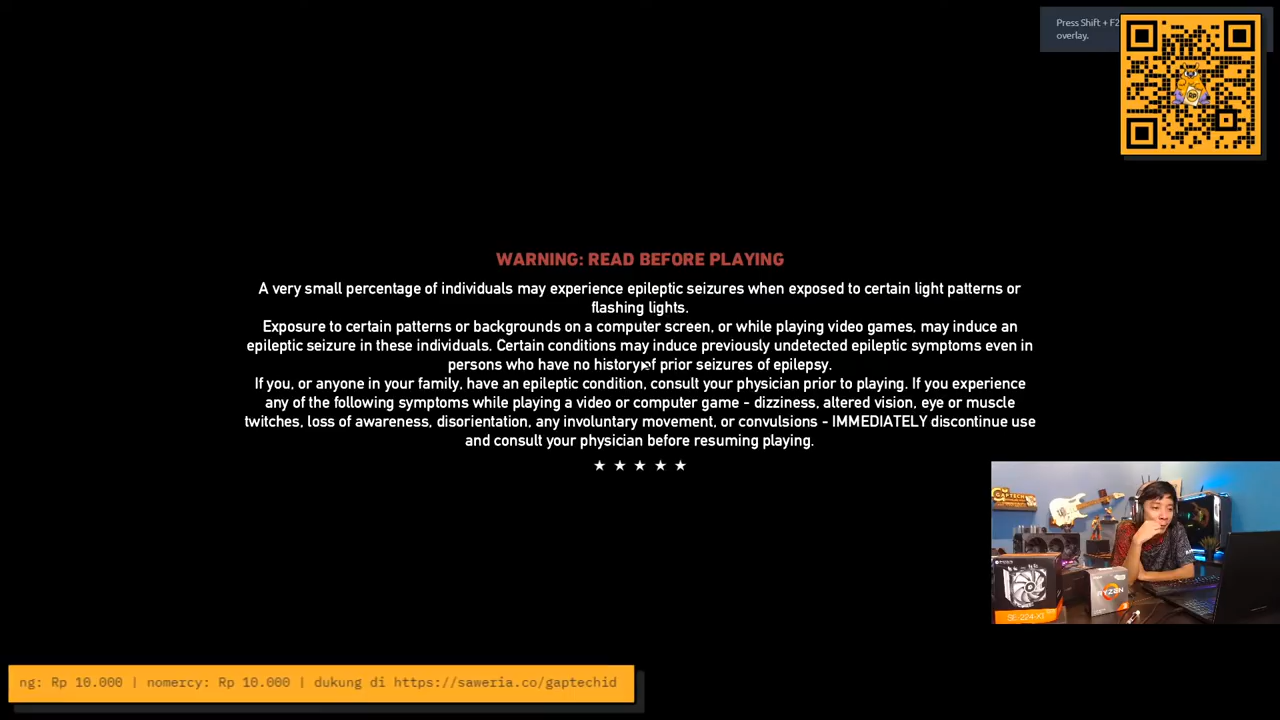 Press Shift + F2
overlay.
RP
WARNING: READ BEFORE PLAYING
A very small percentage of individuals may experience epileptic seizures when exposed to certain light patterns or
flashing lights.
Exposure to certain patterns or backgrounds on a computer screen, or while playing video games, may induce an
epileptic seizure in these individuals. Certain conditions may induce previously undetected epileptic symptoms even in
persons who have no history of prior seizures of epilepsy.
If you, or anyone in your family, have an epileptic condition, consult your physician prior to playing. If you experience
any of the following symptoms while playing a video or computer game - dizziness, altered vision, eye or muscle
twitches, loss of awareness, disorientation, any involuntary movement, or convulsions - IMMEDIATELY discontinue use
and consult your physician before resuming playing.
GAPTECH
RYZEN
SE-224-XT
ng: Rp 10.000 | nomercy: Rp 10.000 | dukung di https://saweria.co/gaptechid